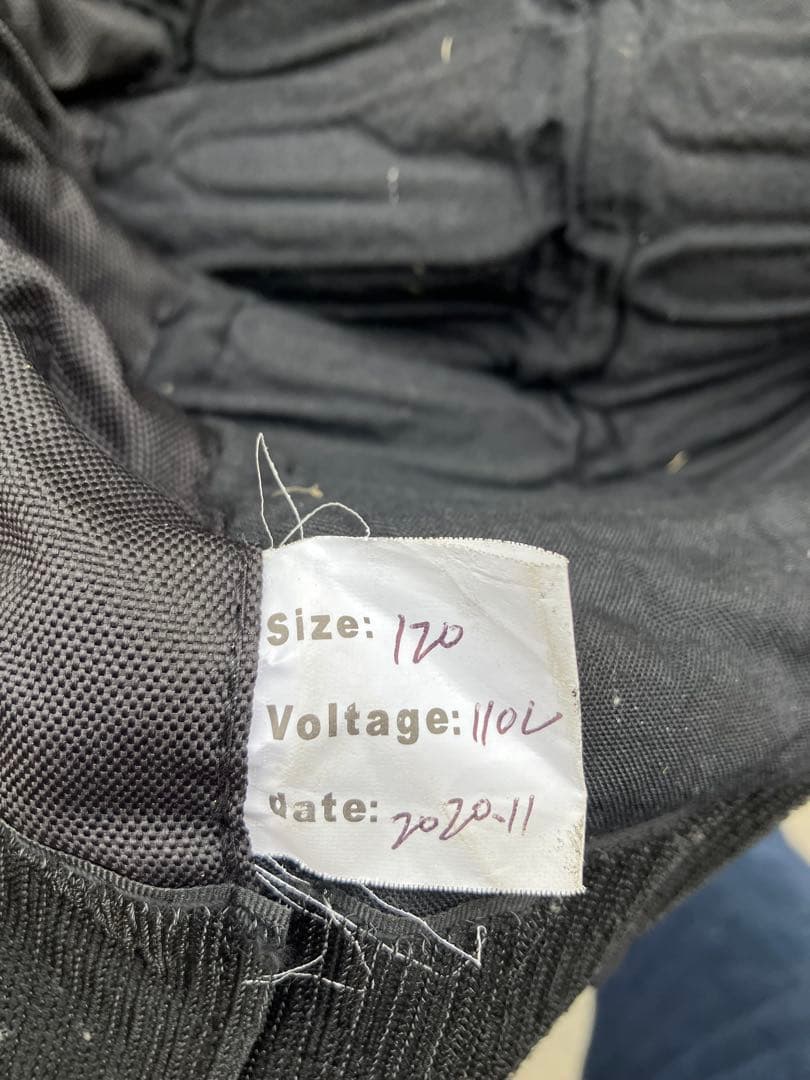 Size: 120
Voltage: 110V
date: 2020.11